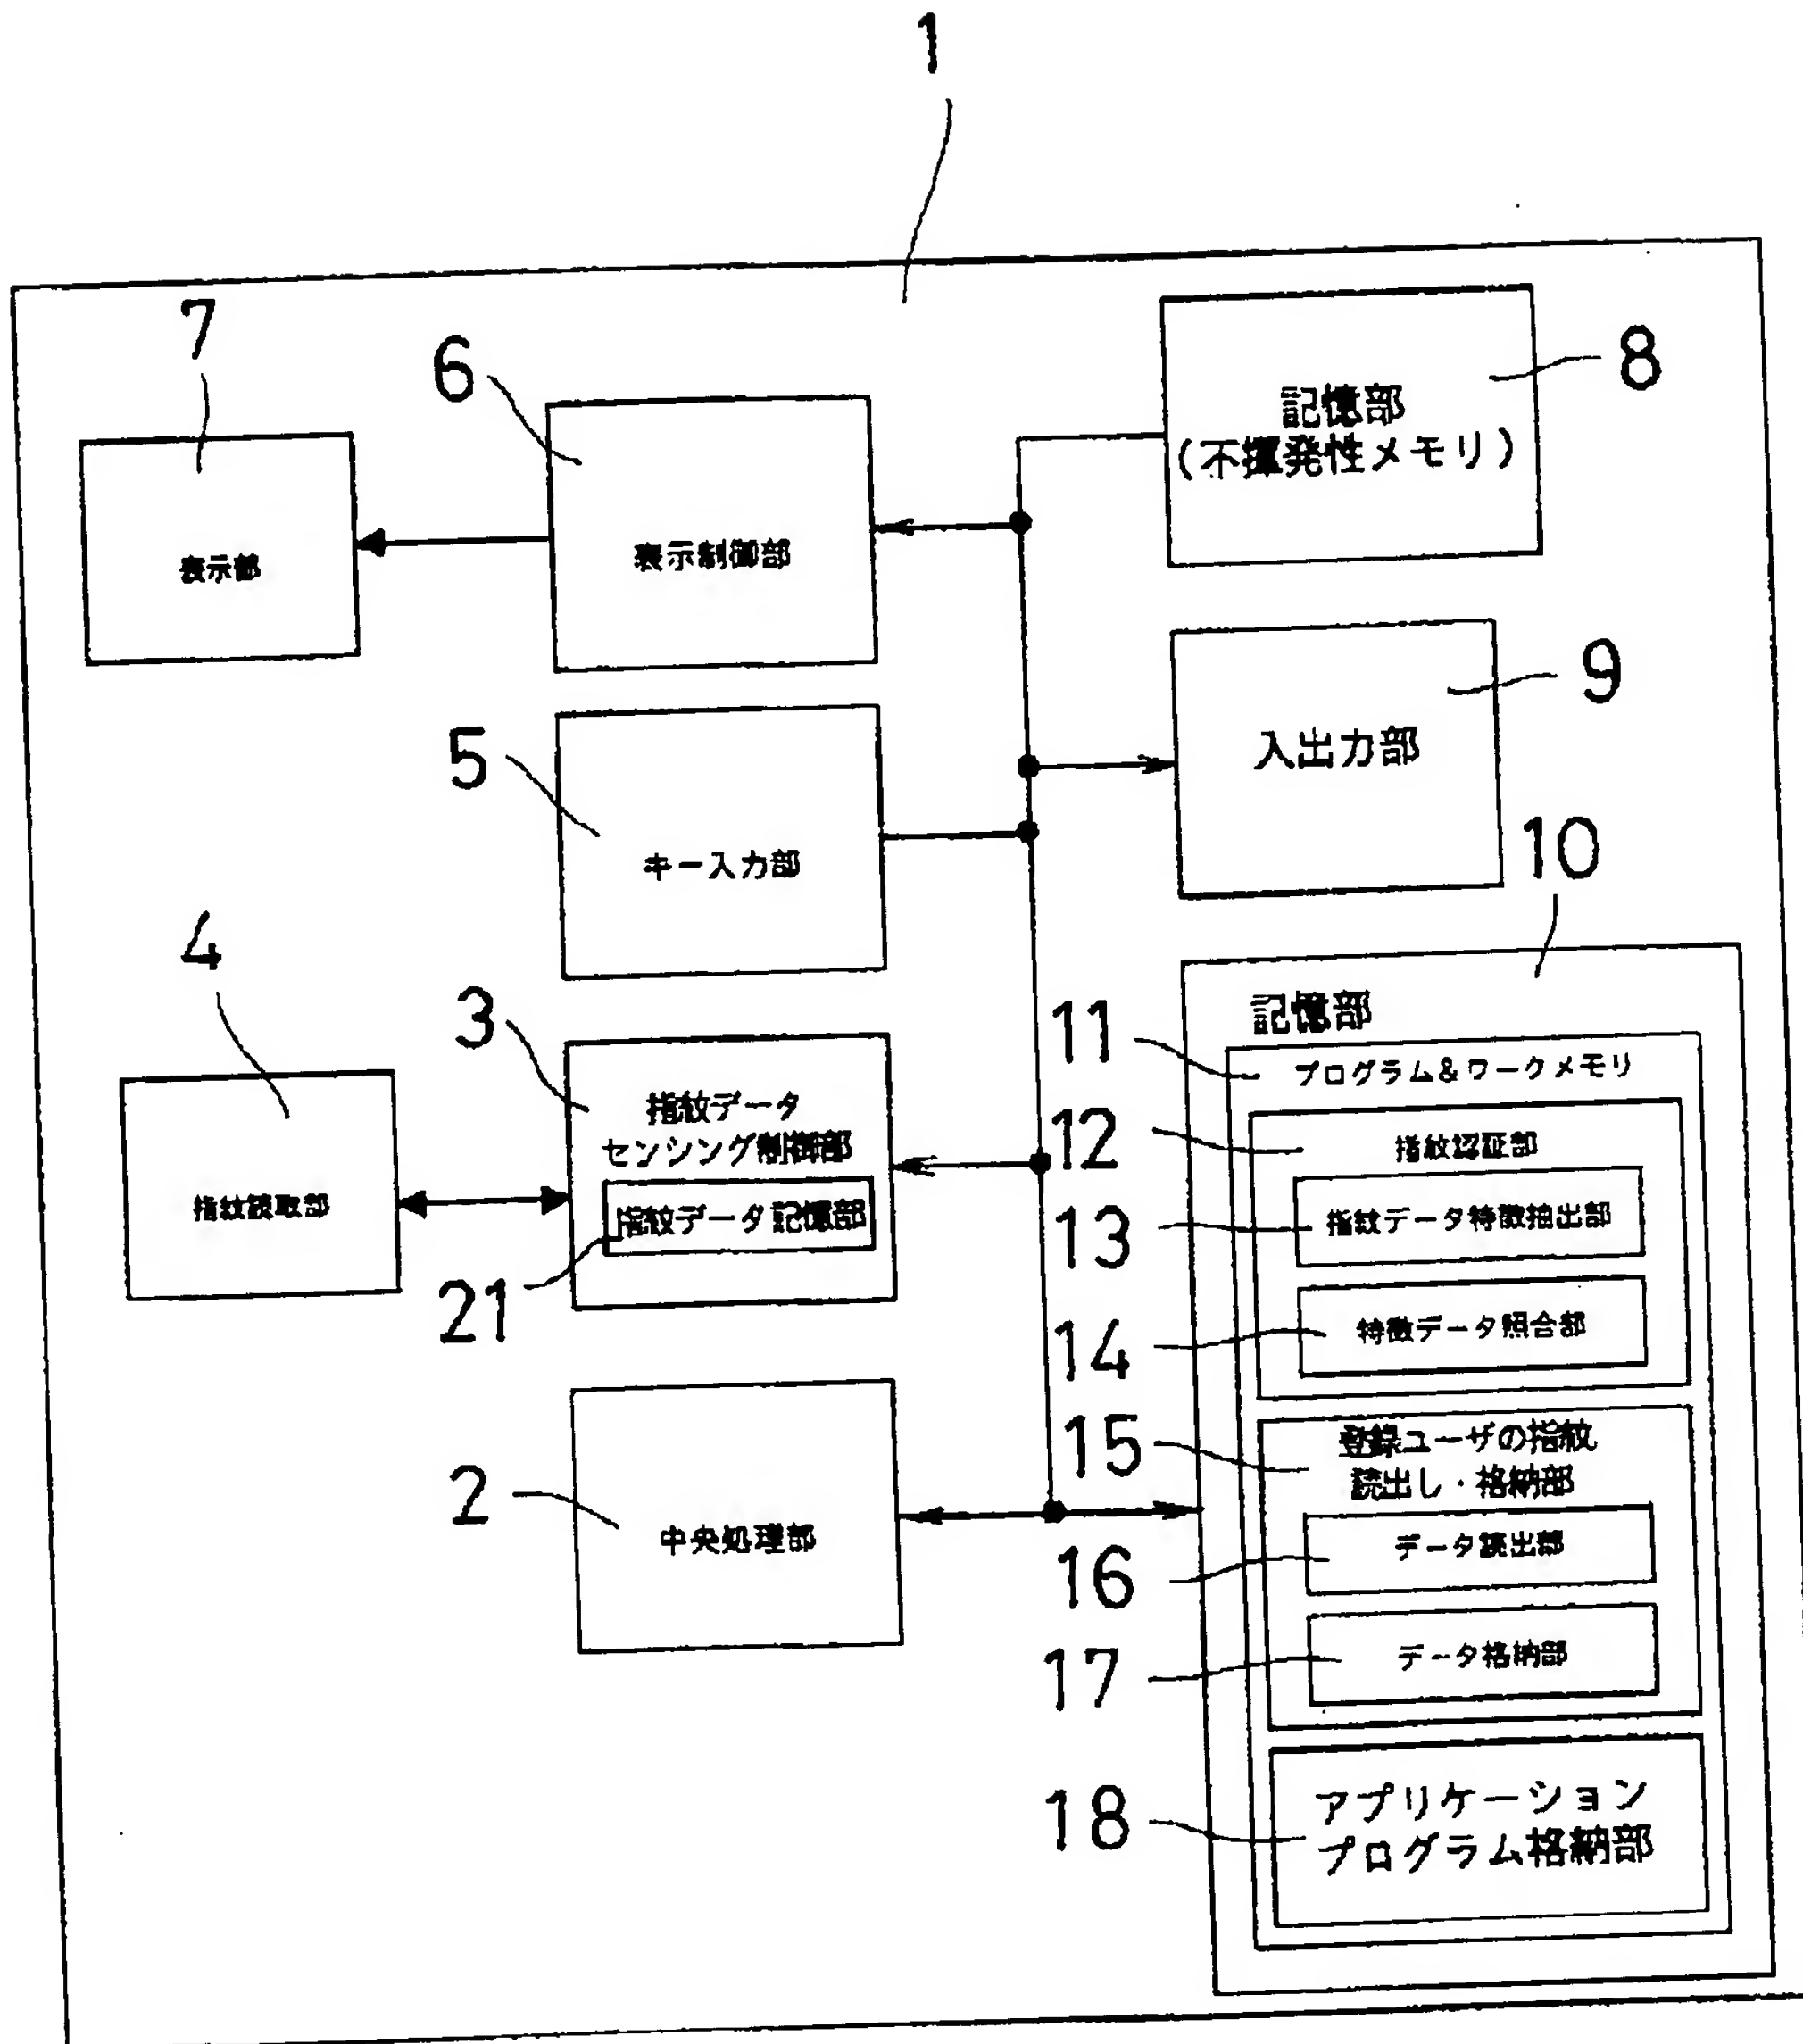 1
7
表示部
6
表示制御部
8
記憶部
(不揮発性メモリ)
5
キー入力部
9
入出力部
4
指紋読取部
3
指紋データ
センシング制御部
指紋データ記憶部
21
2
中央処理部
10
記憶部
11
プログラム&ワークメモリ
12
指紋認証部
13
指紋データ特徴抽出部
14
特徴データ照合部
15
登録ユーザの指紋
読出し・格納部
16
データ読出部
17
データ格納部
18
アプリケーション
プログラム格納部